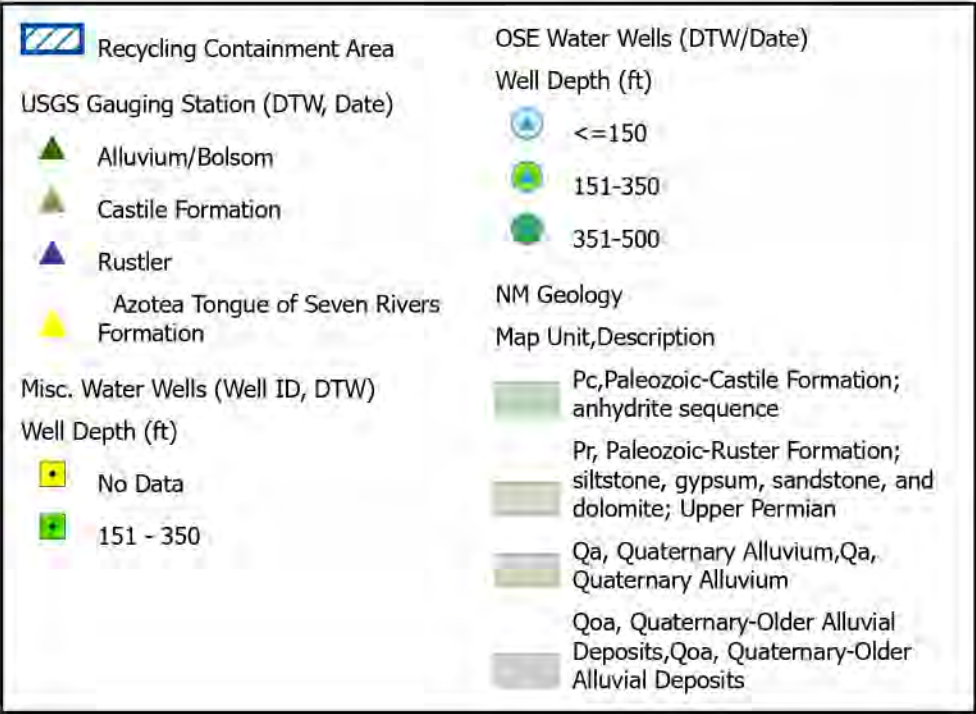 Recycling Containment Area
USGS Gauging Station (DTW, Date)
Alluvium/Bolsom
Castile Formation
Rustler
Azotea Tongue of Seven Rivers
Formation
Misc. Water Wells (Well ID, DTW)
Well Depth (ft)
No Data
151 - 350
OSE Water Wells (DTW/Date)
Well Depth (ft)
<=150
151-350
351-500
NM Geology
Map Unit,Description
Pc,Paleozoic-Castile Formation;
anhydrite sequence
Pr, Paleozoic-Ruster Formation;
siltstone, gypsum, sandstone, and
dolomite; Upper Permian
Qa, Quaternary Alluvium,Qa,
Quaternary Alluvium
Qoa, Quaternary-Older Alluvial
Deposits,Qoa, Quaternary-Older
Alluvial Deposits